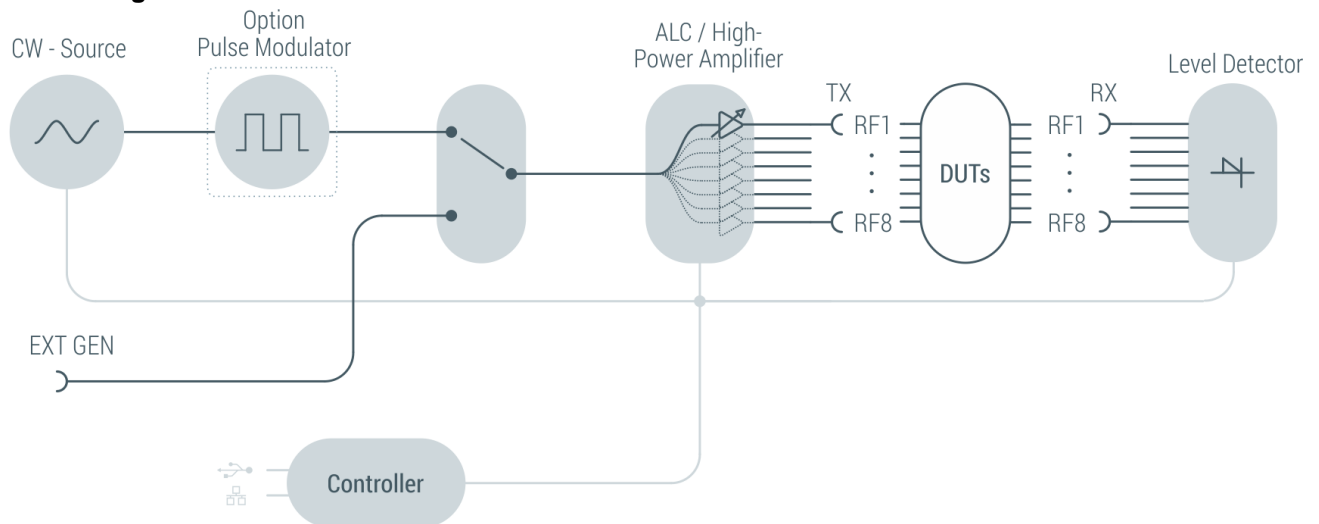 Option
CW - Source
Pulse Modulator
ALC / High-
Power Amplifier
Level Detector
TX
RX
RF1
RF1
DUTs
RF8
RF8
EXT GEN
Controller